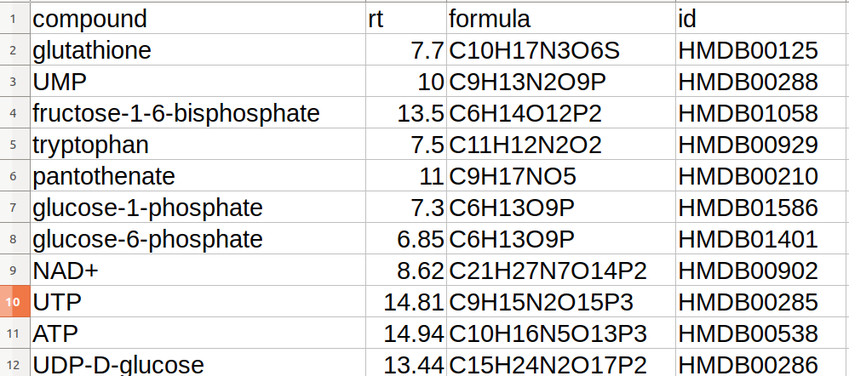 1 compound rt formula id
2 glutathione 7.7 C10H17N3O6S HMDB00125
3 UMP 10 C9H13N2O9P HMDB00288
4 fructose-1-6-bisphosphate 13.5 C6H14O12P2 HMDB01058
5 tryptophan 7.5 C11H12N2O2 HMDB00929
6 pantothenate 11 C9H17NO5 HMDB00210
7 glucose-1-phosphate 7.3 C6H13O9P HMDB01586
8 glucose-6-phosphate 6.85 C6H13O9P HMDB01401
9 NAD+ 8.62 C21H27N7O14P2 HMDB00902
10 UTP 14.81 C9H15N2O15P3 HMDB00285
11 ATP 14.94 C10H16N5O13P3 HMDB00538
12 UDP-D-glucose 13.44 C15H24N2O17P2 HMDB00286